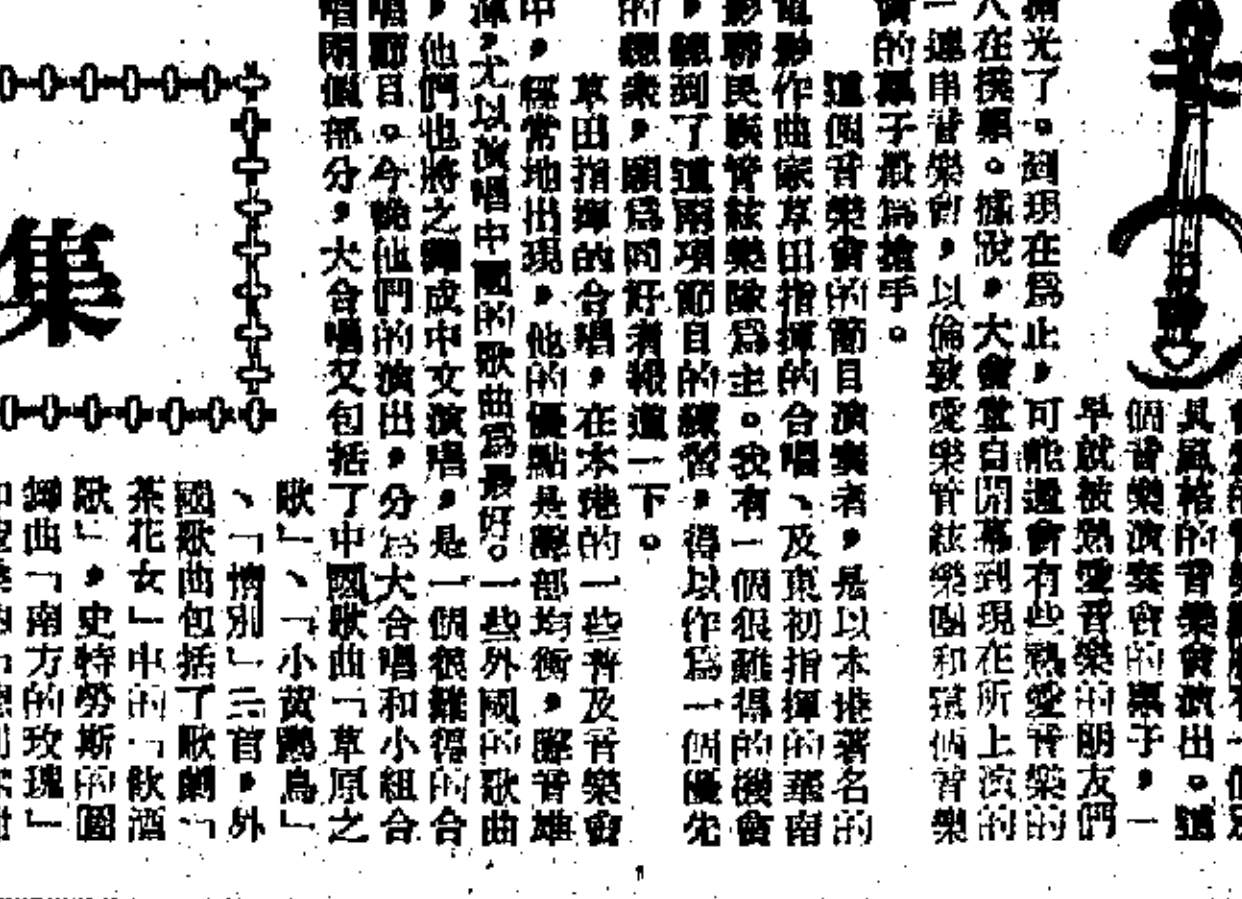 具風格的音樂會演出。這
個音樂演奏會的票子，一
早就被熱愛音樂的朋友們
光了。到現在爲止，可能還會有些熱愛音樂的
人在撲票。據說，大會堂自開幕到現在所上演的
一連串音樂會，以倫敦愛樂管絃樂團和這個音樂
會的票子最爲搶手。
這個音樂會的節目演奏者，是以本港著名的
電影作曲家草田指揮的合唱、及東初指揮的華南
影聯民族管絃樂隊爲主。我有一個很難得的機會
，聽到了這兩項節目的練習，得以作爲一個優先
的聽衆，願爲同好者報道一下。
草田指揮的合唱，在本港的一些普及音樂會
中，經常地出現，他的優點是聲部均衡，聲音雄
渾，尤以演唱中國的歌曲爲最好。一些外國的歌曲
，他們也將之譯成中文演唱，是一個很難得的合
唱節目。今晚他們的演出，分爲大合唱和小組合
唱兩個部分，大合唱又包括了中國歌曲「草原之
歌」、「小黃鸝鳥」
、「惜別」三首，外
國歌曲包括了歌劇「
茶花女」中的「飲酒
歌」，史特勞斯的圓
舞曲「南方的玫瑰」
集